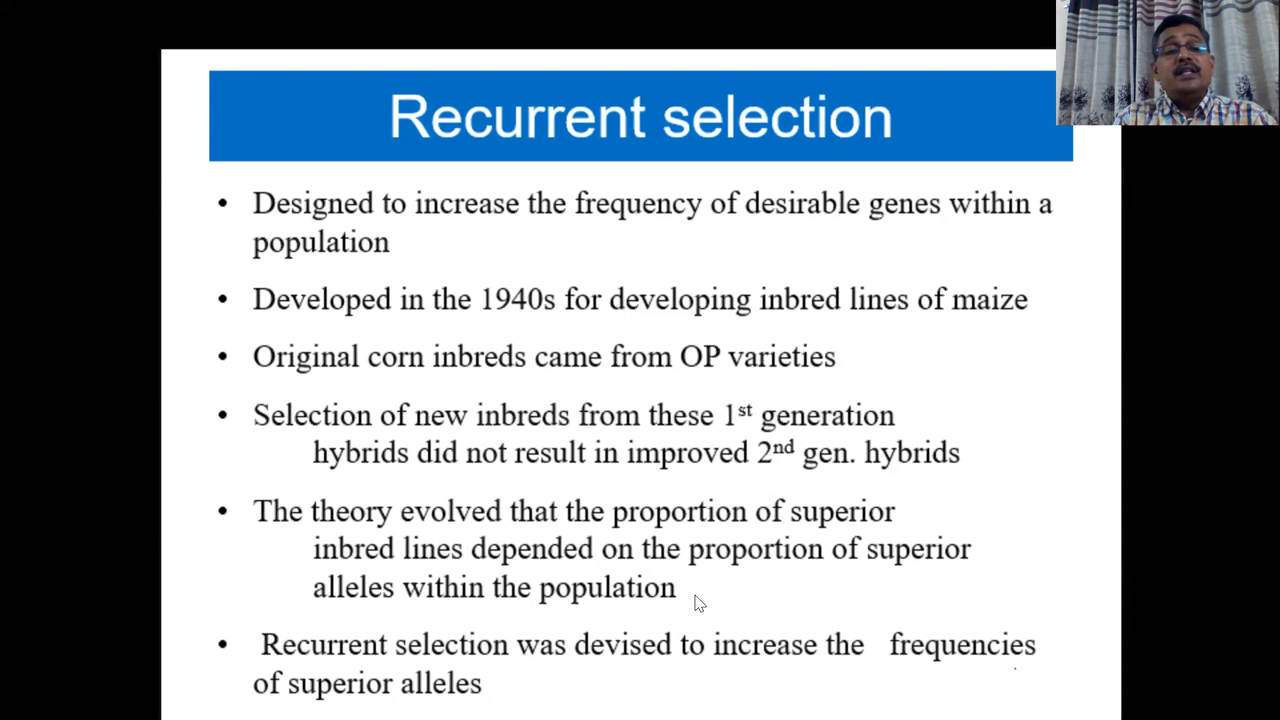 Recurrent selection
• Designed to increase the frequency of desirable genes within a
population
• Developed in the 1940s for developing inbred lines of maize
• Original corn inbreds came from OP varieties
• Selection of new inbreds from these 1st generation
hybrids did not result in improved 2nd gen. hybrids
• The theory evolved that the proportion of superior
inbred lines depended on the proportion of superior
alleles within the population
• Recurrent selection was devised to increase the frequencies
of superior alleles